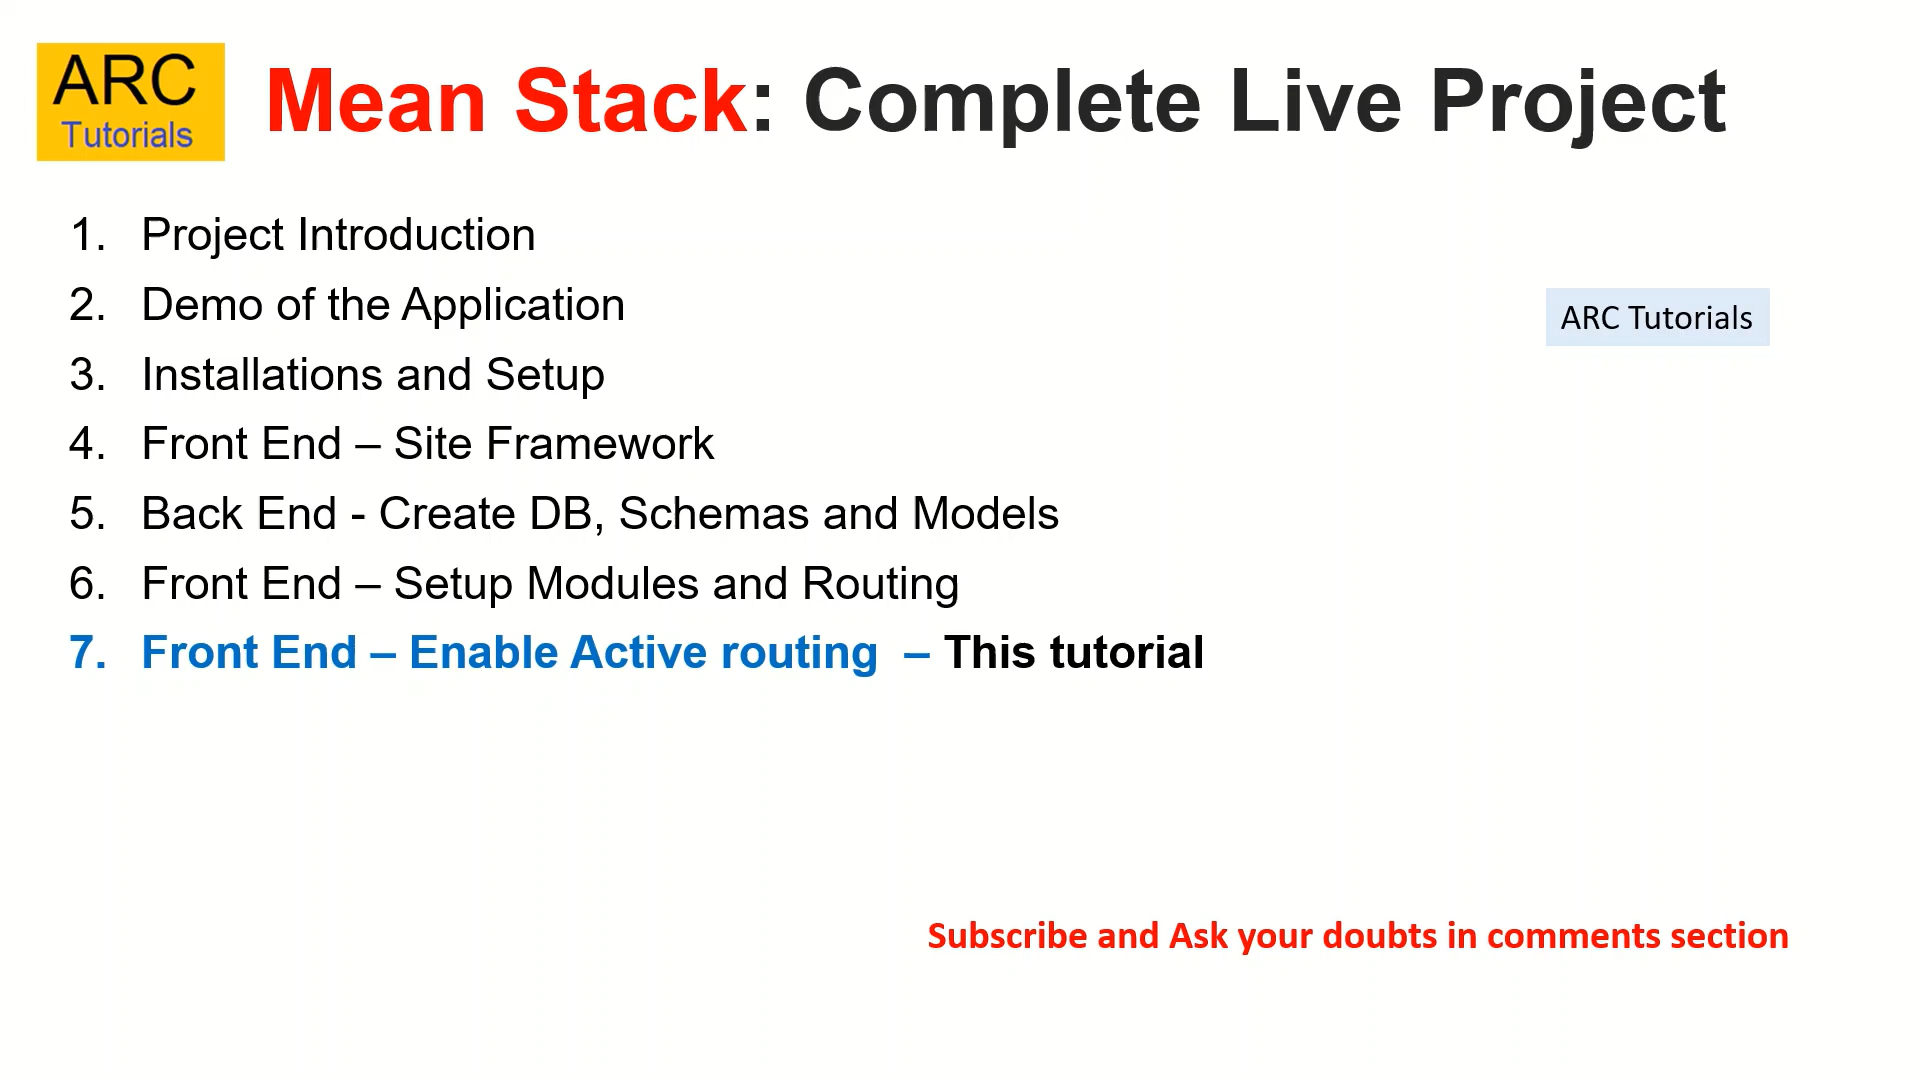 ARC
Tutorials
Mean Stack: Complete Live Project
1. Project Introduction
2. Demo of the Application
ARC Tutorials
3. Installations and Setup
4. Front End – Site Framework
5. Back End - Create DB, Schemas and Models
6. Front End – Setup Modules and Routing
7. Front End – Enable Active routing – This tutorial
Subscribe and Ask your doubts in comments section